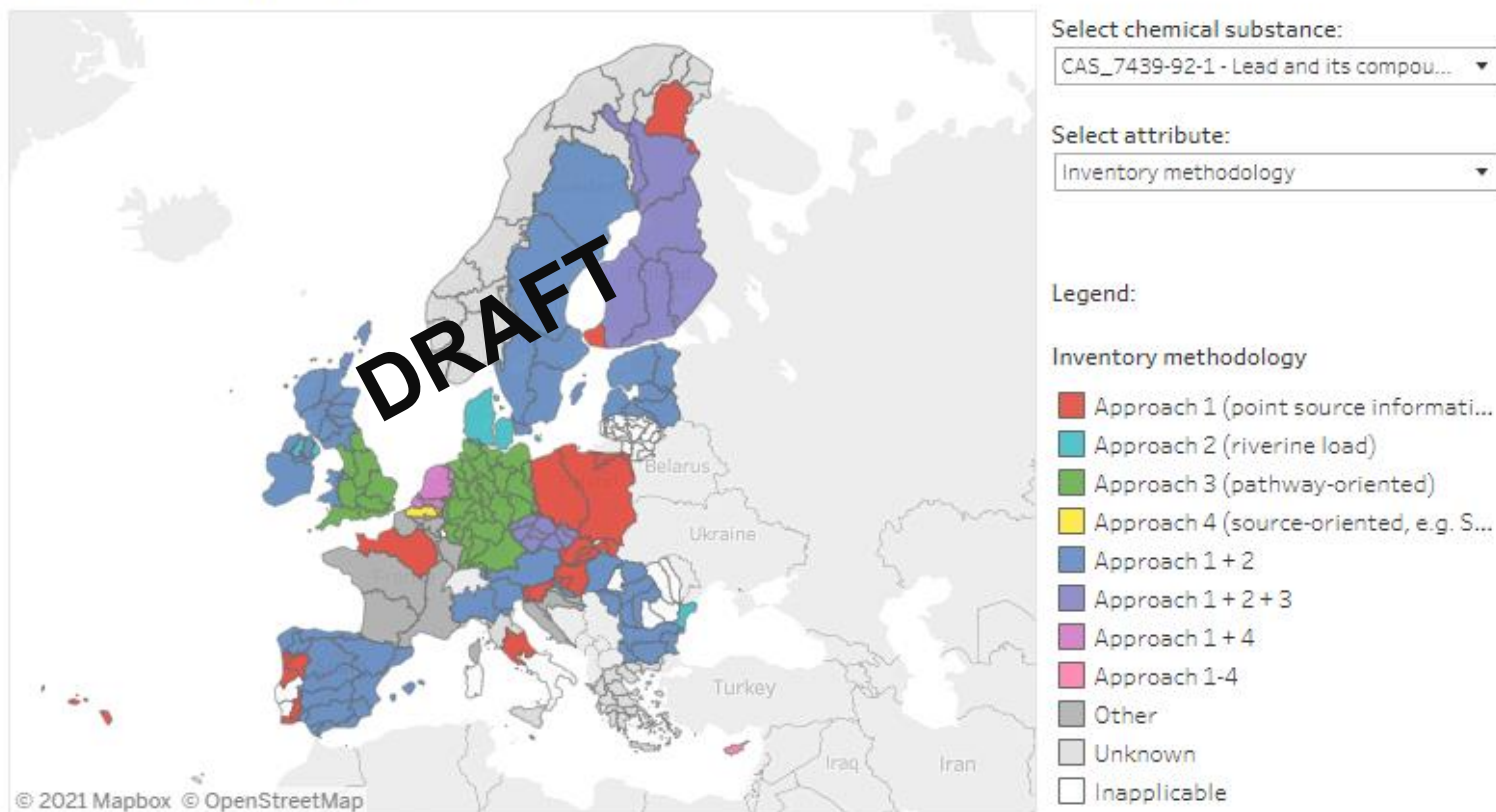 Select chemical substance:
CAS_7439-92-1 - Lead and its compou...
Select attribute:
Inventory methodology
Legend:
Inventory methodology
Approach 1 (point source informati...
Approach 2 (riverine load)
Approach 3 (pathway-oriented)
Approach 4 (source-oriented, e.g. S...
Approach 1 + 2
Approach 1 + 2 + 3
Approach 1 + 4
Approach 1-4
Other
Unknown
Inapplicable
DRAFT
Belarus
Ukraine
Turkey
Iraq
Iran
© 2021 Mapbox © OpenStreetMap